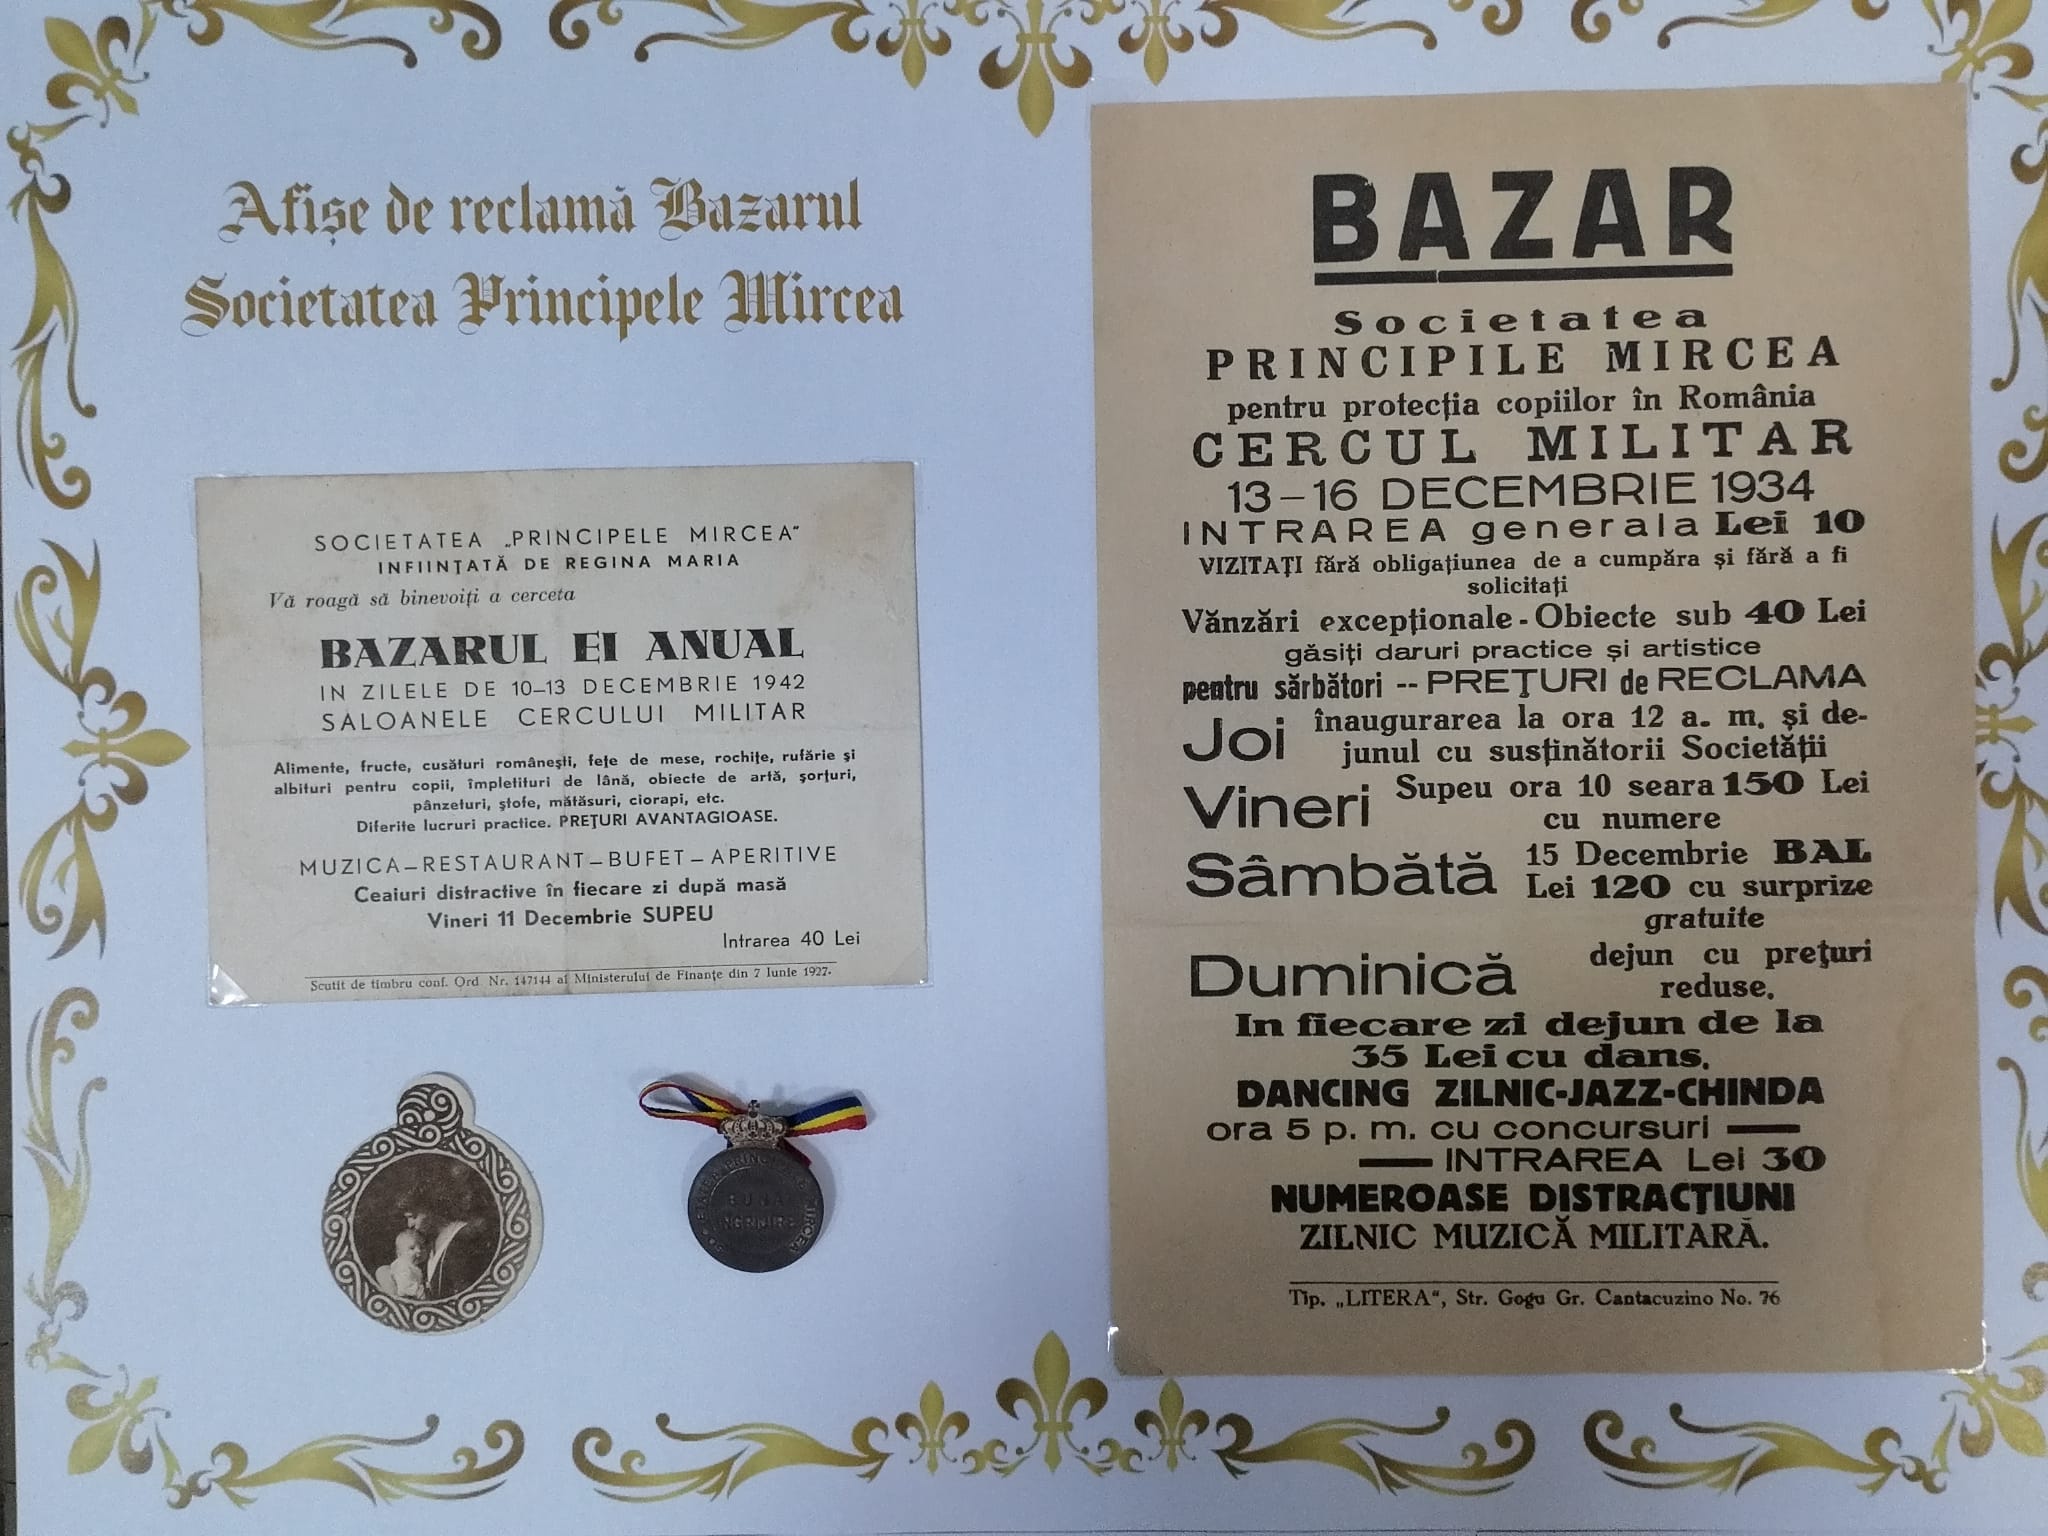 Afișe de reclamă Bazarul
Societatea Principele Mircea
SOCIETATEA „PRINCIPELE MIRCEA"
INFIINȚATĂ DE REGINA MARIA
Vă roagă să binevoiți a cerceta
BAZARUL EI ANUAL
IN ZILELE DE 10–13 DECEMBRIE 1942
SALOANELE CERCULUI MILITAR
Alimente, fructe, cusături românești, fețe de mese, rochițe, rufărie și
albituri pentru copii, împletituri de lână, obiecte de artă, șorțuri,
pânzeturi, ștofe, mătăsuri, ciorapi, etc.
Diferite lucruri practice. PREȚURI AVANTAGIOASE.
MUZICA–RESTAURANT–BUFET–APERITIVE
Ceaiuri distractive în fiecare zi după masă
Vineri 11 Decembrie SUPEU
Intrarea 40 Lei
Scutit de timbru conf. Ord Nr. 147144 al Ministerului de Finanțe din 7 Iunie 1927.
SOCIETATEA PRINCIPELE MIRCEA
BUNA
INGRIJIRE
BAZAR
Societatea
PRINCIPILE MIRCEA
pentru protecția copiilor în România
CERCUL MILITAR
13–16 DECEMBRIE 1934
INTRAREA generala Lei 10
VIZITAȚI fără obligațiunea de a cumpăra și fără a fi
solicitați
Vănzări excepționale - Obiecte sub 40 Lei
găsiți daruri practice și artistice
pentru sărbători -- PREȚURI de RECLAMA
Joi înaugurarea la ora 12 a. m. și de-
junul cu susținătorii Societății
Vineri Supeu ora 10 seara 150 Lei
cu numere
Sâmbătă 15 Decembrie BAL
Lei 120 cu surprize
gratuite
Duminică dejun cu prețuri
reduse.
In fiecare zi dejun de la
35 Lei cu dans.
DANCING ZILNIC-JAZZ-CHINDA
ora 5 p. m. cu concursuri —
— INTRAREA Lei 30
NUMEROASE DISTRACȚIUNI
ZILNIC MUZICĂ MILITARĂ.
Tip. „LITERA", Str. Gogu Gr. Cantacuzino No. 76